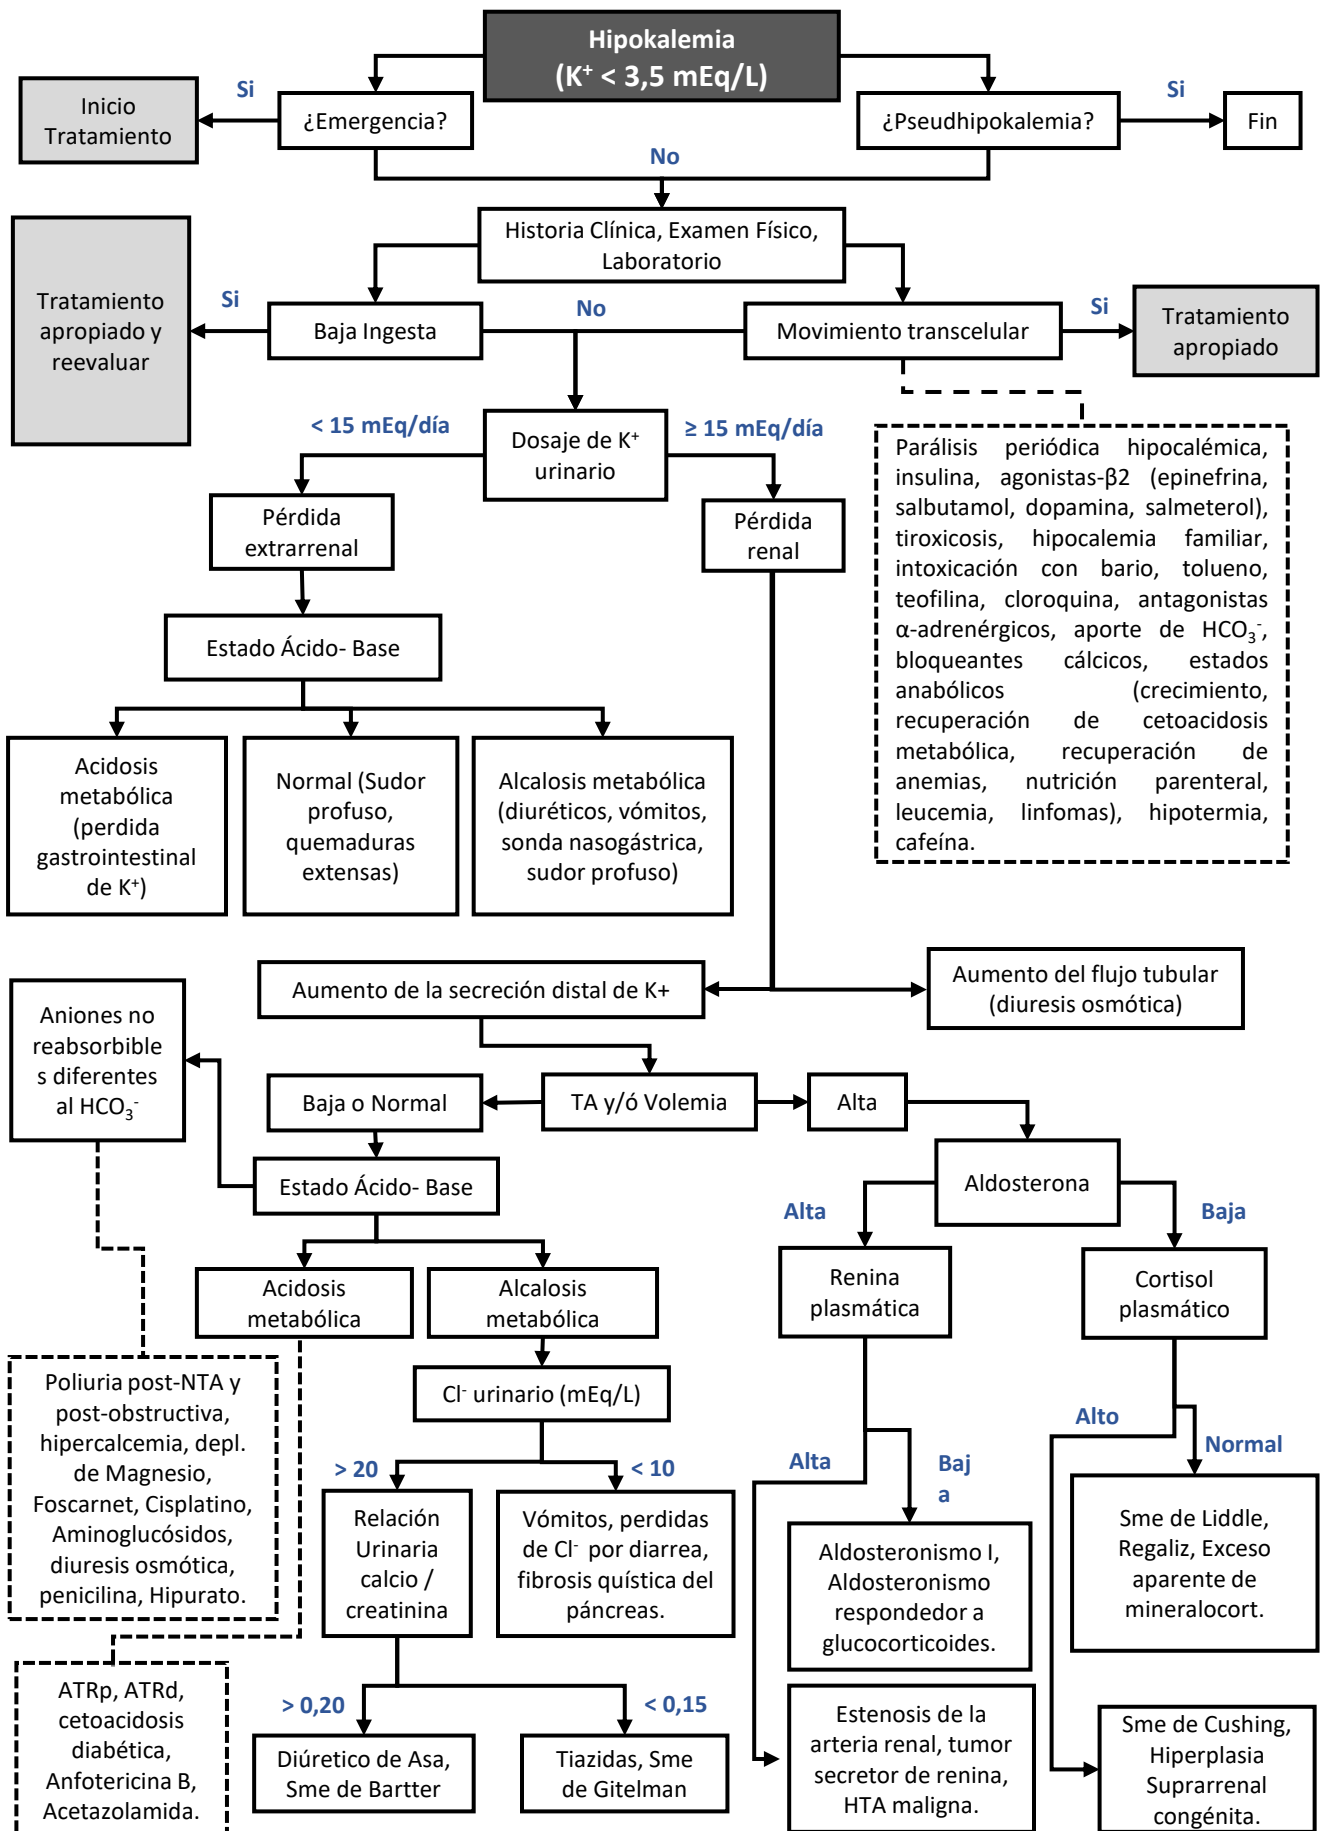 Hipokalemia
(K⁺ < 3,5 mEq/L)
Si
Si
Inicio
Tratamiento
¿Emergencia?
¿Pseudhipokalemia?
Fin
No
Historia Clínica, Examen Físico,
Laboratorio
Tratamiento
apropiado y
reevaluar
Si
Baja Ingesta
No
Movimiento transcelular
Si
Tratamiento
apropiado
< 15 mEq/día
Dosaje de K⁺
urinario
≥ 15 mEq/día
Pérdida
extrarrenal
Pérdida
renal
Parálisis periódica hipocalémica,
insulina, agonistas-β2 (epinefrina,
salbutamol, dopamina, salmeterol),
tiroxicosis, hipocalemia familiar,
intoxicación con bario, tolueno,
teofilina, cloroquina, antagonistas
α-adrenérgicos, aporte de HCO₃⁻,
bloqueantes cálcicos, estados
anabólicos (crecimiento,
recuperación de cetoacidosis
metabólica, recuperación de
anemias, nutrición parenteral,
leucemia, linfomas), hipotermia,
cafeína.
Estado Ácido- Base
Acidosis
metabólica
(perdida
gastrointestinal
de K⁺)
Normal (Sudor
profuso,
quemaduras
extensas)
Alcalosis metabólica
(diuréticos, vómitos,
sonda nasogástrica,
sudor profuso)
Aumento de la secreción distal de K+
Aumento del flujo tubular
(diuresis osmótica)
Aniones no
reabsorbible
s diferentes
al HCO₃⁻
Baja o Normal
TA y/ó Volemia
Alta
Estado Ácido- Base
Aldosterona
Alta
Baja
Acidosis
metabólica
Alcalosis
metabólica
Renina
plasmática
Cortisol
plasmático
Cl⁻ urinario (mEq/L)
Poliuria post-NTA y
post-obstructiva,
hipercalcemia, depl.
de Magnesio,
Foscarnet, Cisplatino,
Aminoglucósidos,
diuresis osmótica,
penicilina, Hipurato.
> 20
< 10
Alta
Baj
a
Alto
Normal
Relación
Urinaria
calcio /
creatinina
Vómitos, perdidas
de Cl⁻ por diarrea,
fibrosis quística del
páncreas.
Aldosteronismo I,
Aldosteronismo
respondedor a
glucocorticoides.
Sme de Liddle,
Regaliz, Exceso
aparente de
mineralocort.
ATRp, ATRd,
cetoacidosis
diabética,
Anfotericina B,
Acetazolamida.
> 0,20
< 0,15
Diúretico de Asa,
Sme de Bartter
Tiazidas, Sme
de Gitelman
Estenosis de la
arteria renal, tumor
secretor de renina,
HTA maligna.
Sme de Cushing,
Hiperplasia
Suprarrenal
congénita.